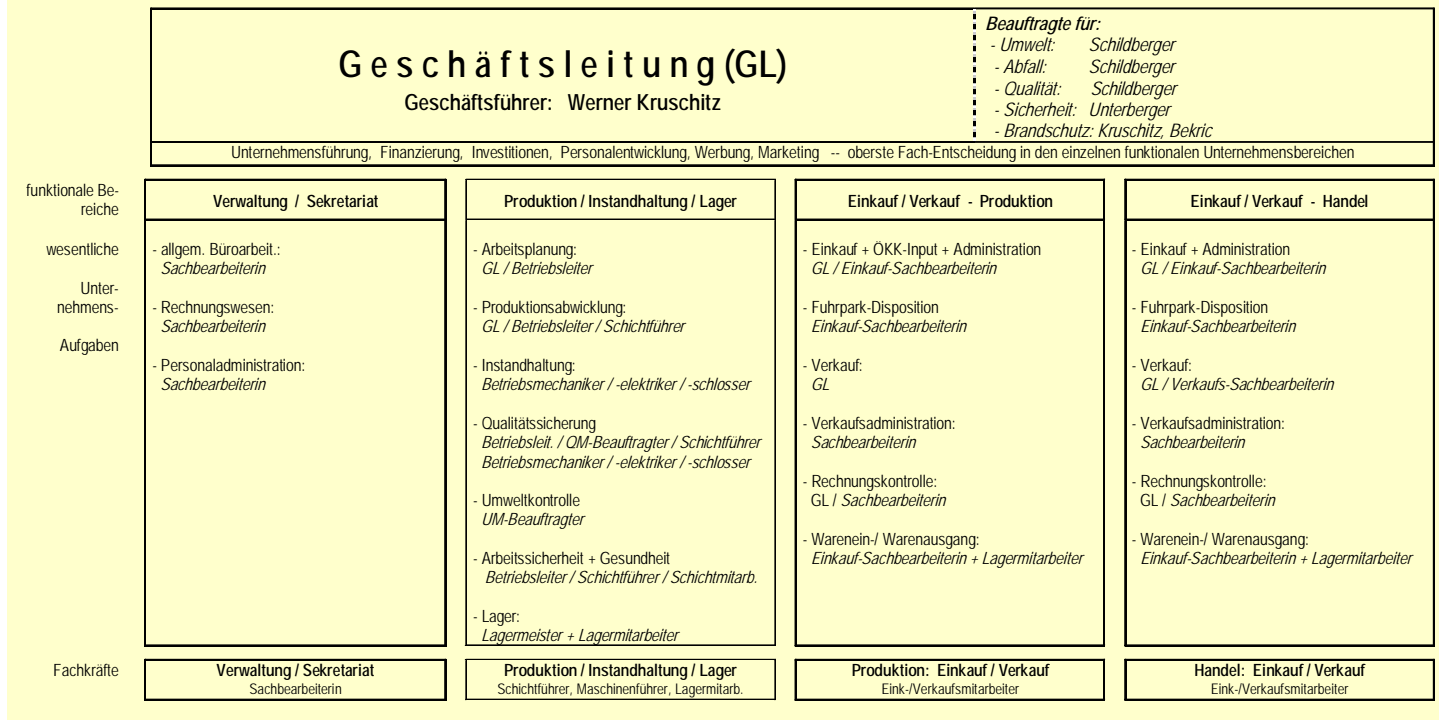 Geschäftsleitung (GL)
Geschäftsführer: Werner Kruschitz
Beauftragte für:
- Umwelt: Schildberger
- Abfall: Schildberger
- Qualität: Schildberger
- Sicherheit: Unterberger
- Brandschutz: Kruschitz, Bekric
Unternehmensführung, Finanzierung, Investitionen, Personalentwicklung, Werbung, Marketing -- oberste Fach-Entscheidung in den einzelnen funktionalen Unternehmensbereichen
funktionale Be-
reiche
wesentliche
Unter-
nehmens-
Aufgaben
Verwaltung / Sekretariat
- allgem. Büroarbeit.:
Sachbearbeiterin
- Rechnungswesen:
Sachbearbeiterin
- Personaladministration:
Sachbearbeiterin
Produktion / Instandhaltung / Lager
- Arbeitsplanung:
GL / Betriebsleiter
- Produktionsabwicklung:
GL / Betriebsleiter / Schichtführer
- Instandhaltung:
Betriebsmechaniker / -elektriker / -schlosser
- Qualitätssicherung
Betriebsleit. / QM-Beauftragter / Schichtführer
Betriebsmechaniker / -elektriker / -schlosser
- Umweltkontrolle
UM-Beauftragter
- Arbeitssicherheit + Gesundheit
Betriebsleiter / Schichtführer / Schichtmitarb.
- Lager:
Lagermeister + Lagermitarbeiter
Einkauf / Verkauf - Produktion
- Einkauf + ÖKK-Input + Administration
GL / Einkauf-Sachbearbeiterin
- Fuhrpark-Disposition
Einkauf-Sachbearbeiterin
- Verkauf:
GL
- Verkaufsadministration:
Sachbearbeiterin
- Rechnungskontrolle:
GL / Sachbearbeiterin
- Warenein-/ Warenausgang:
Einkauf-Sachbearbeiterin + Lagermitarbeiter
Einkauf / Verkauf - Handel
- Einkauf + Administration
GL / Einkauf-Sachbearbeiterin
- Fuhrpark-Disposition
Einkauf-Sachbearbeiterin
- Verkauf:
GL / Verkaufs-Sachbearbeiterin
- Verkaufsadministration:
Sachbearbeiterin
- Rechnungskontrolle:
GL / Sachbearbeiterin
- Warenein-/ Warenausgang:
Einkauf-Sachbearbeiterin + Lagermitarbeiter
Fachkräfte
Verwaltung / Sekretariat
Sachbearbeiterin
Produktion / Instandhaltung / Lager
Schichtführer, Maschinenführer, Lagermitarb.
Produktion: Einkauf / Verkauf
Eink-/Verkaufsmitarbeiter
Handel: Einkauf / Verkauf
Eink-/Verkaufsmitarbeiter